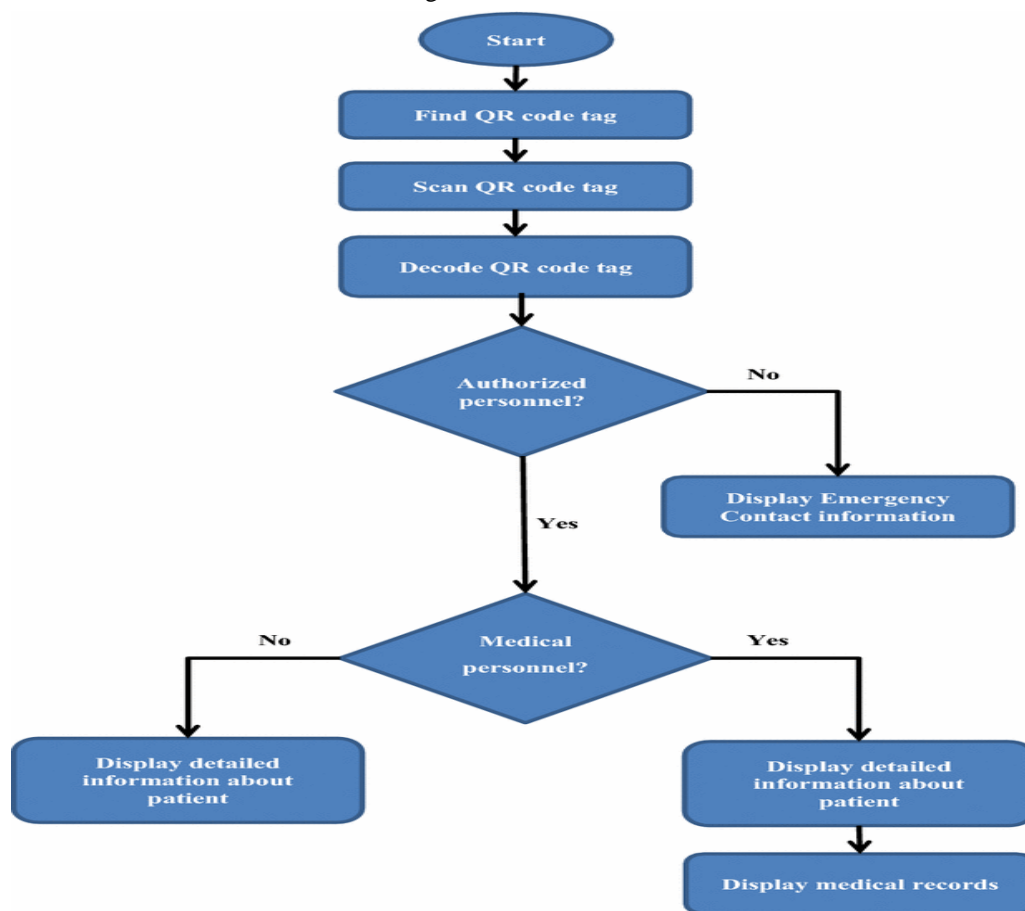 Start
Find QR code tag
Scan QR code tag
Decode QR code tag
Authorized
personnel?
No
Display Emergency
Contact information
Yes
Medical
personnel?
No
Yes
Display detailed
information about
patient
Display detailed
information about
patient
Display medical records